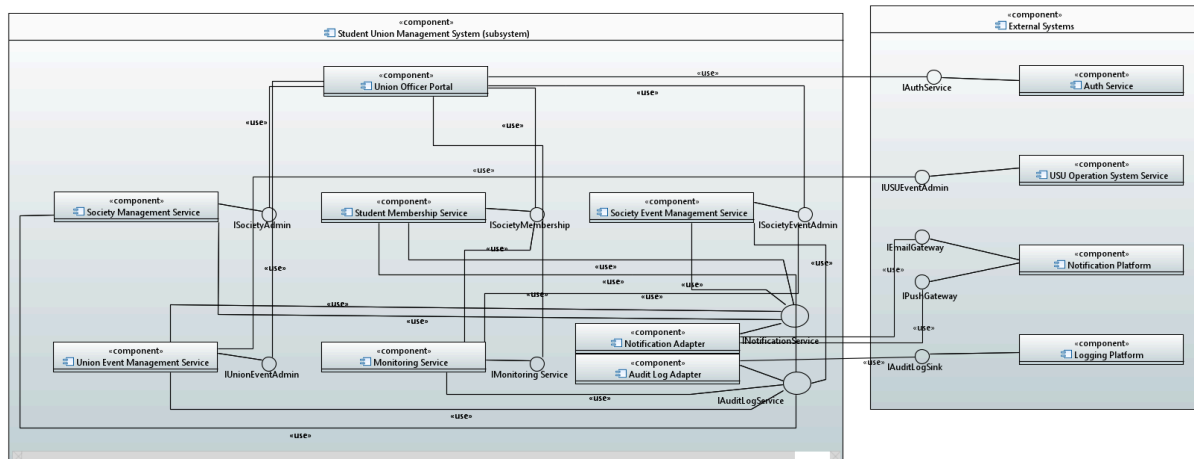 «component»
Student Union Management System (subsystem)
«component»
External Systems
«component»
Union Officer Portal
«use»
IAuthService
«component»
Auth Service
«use»
«use»
«use»
«use»
«use»
«component»
Society Management Service
ISocietyAdmin
«component»
Student Membership Service
ISocietyMembership
«component»
Society Event Management Service
ISocietyEventAdmin
«use»
IUSUEventAdmin
«component»
USU Operation System Service
«use»
«use»
«use»
«use»
«use»
«use»
«use»
IEmailGateway
«use»
IPushGateway
«use»
«component»
Notification Platform
«component»
Union Event Management Service
IUnionEventAdmin
«component»
Monitoring Service
IMonitoring Service
«component»
Notification Adapter
INotificationService
«component»
Audit Log Adapter
IAuditLogService
«use»
IAuditLogSink
«component»
Logging Platform
«use»
«use»
«use»